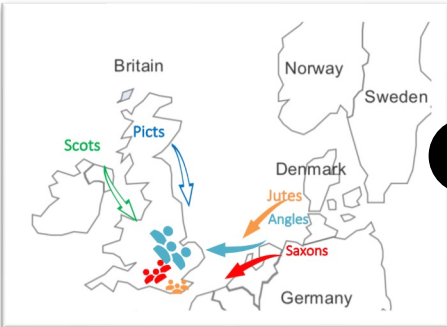 Britain
Norway
Sweden
Picts
Scots
Denmark
Jutes
Angles
Saxons
Germany